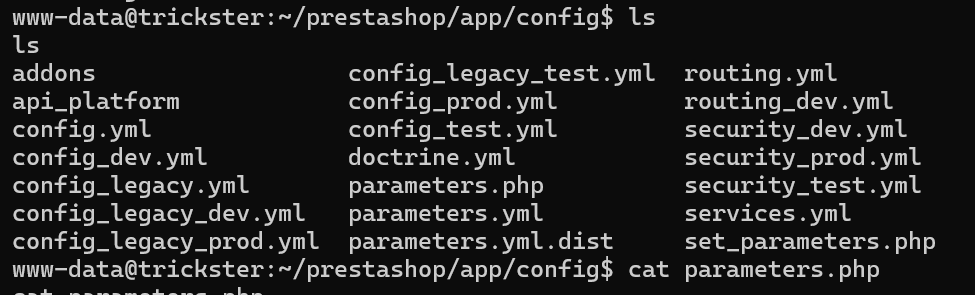 www-data@trickster:~/prestashop/app/config$ ls
ls
addons config_legacy_test.yml routing.yml
api_platform config_prod.yml routing_dev.yml
config.yml config_test.yml security_dev.yml
config_dev.yml doctrine.yml security_prod.yml
config_legacy.yml parameters.php security_test.yml
config_legacy_dev.yml parameters.yml services.yml
config_legacy_prod.yml parameters.yml.dist set_parameters.php
www-data@trickster:~/prestashop/app/config$ cat parameters.php
cat parameters.php